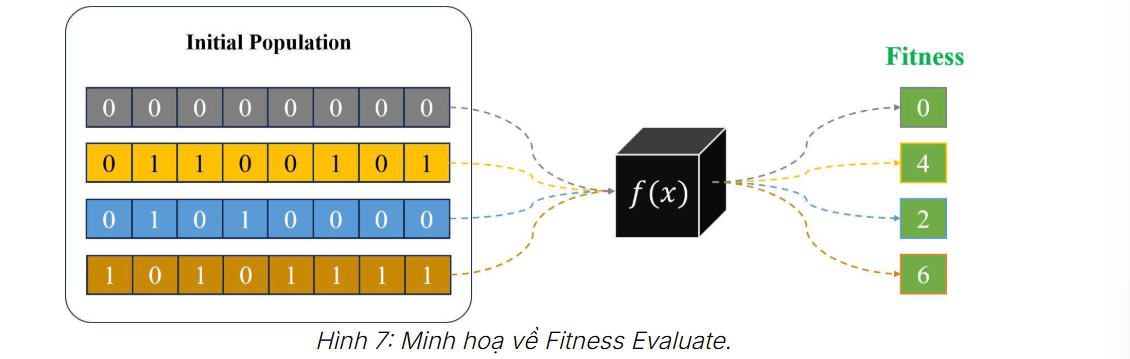 Initial Population
Fitness
0 0 0 0 0 0 0 0
0
0 1 1 0 0 1 0 1
4
f(x)
0 1 0 1 0 0 0 0
2
1 0 1 0 1 1 1 1
6
Hình 7: Minh hoạ về Fitness Evaluate.